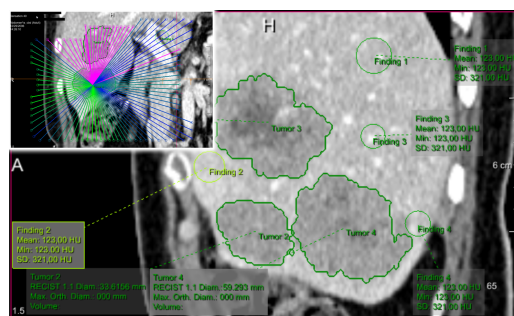 H
Finding 1
Finding 1
Mean: 123,00 HU
Min: 123,00 HU
SD: 321,00 HU
Tumor 3
Finding 3
Finding 3
Mean: 123,00 HU
Min: 123,00 HU
SD: 321,00 HU
A
6 cm
Finding 2
Finding 2
Mean: 123,00 HU
Min: 123,00 HU
SD: 321,00 HU
Tumor 2
Tumor 4
Finding 4
Tumor 2
RECIST 1.1 Diam: 33.6156 mm
Max. Orth. Diam.: 000 mm
Volume:
Tumor 4
RECIST 1.1 Diam: 59.293 mm
Max. Orth. Diam.: 000 mm
Volume:
Finding 4
Mean: 123,00 HU
Min: 123,00 HU
SD: 321,00 HU
1.5
65